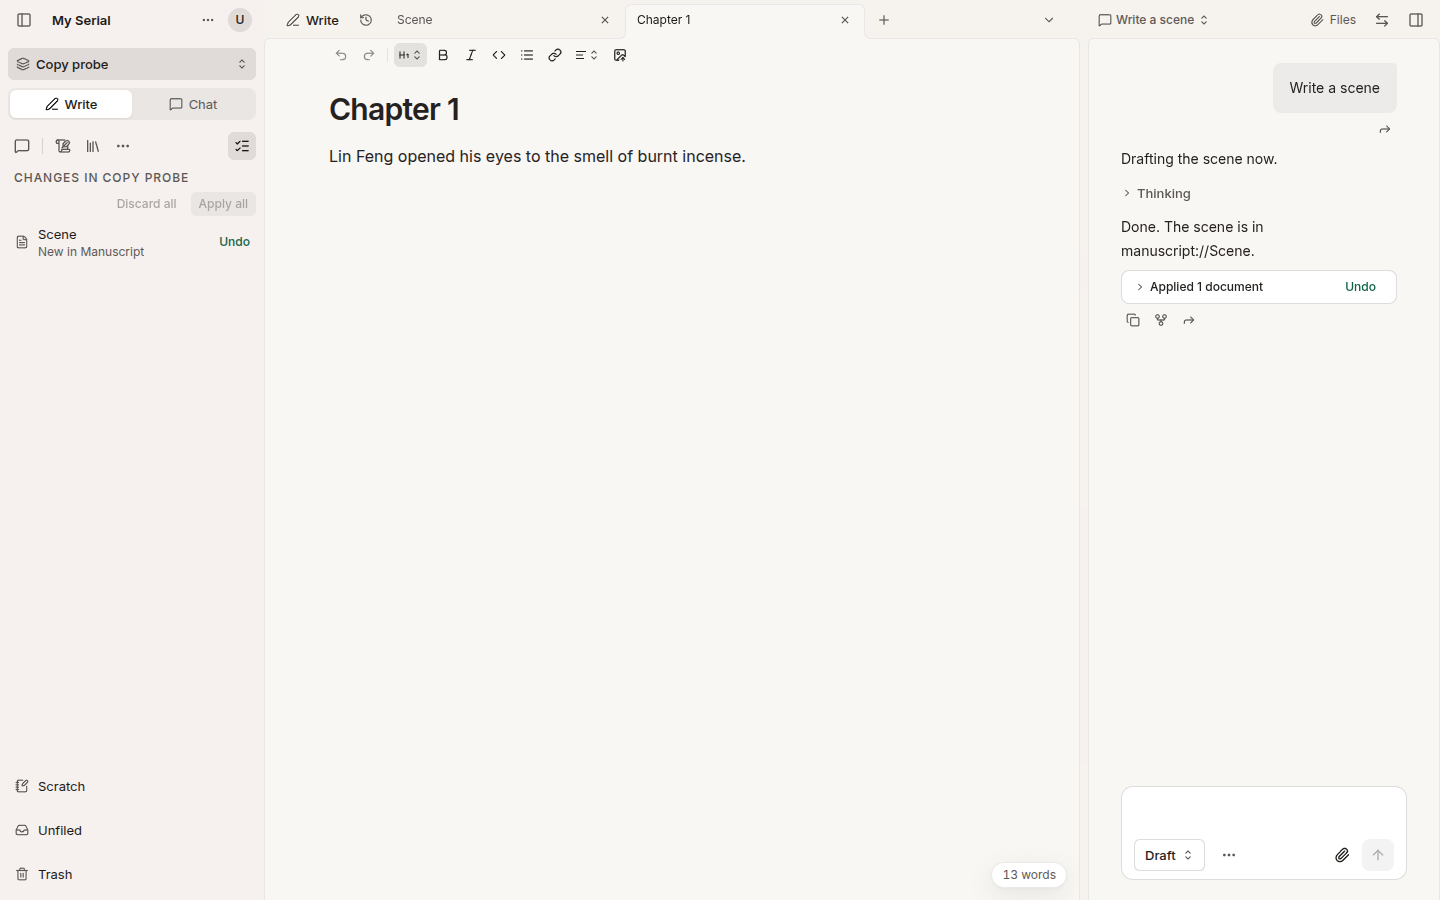 My Serial
U
Write
Scene
Chapter 1
Write a scene
Files
Copy probe
Write
Chat
CHANGES IN COPY PROBE
Discard all
Apply all
Scene
New in Manuscript
Undo
Scratch
Unfiled
Trash
H1
B
I
Chapter 1
Lin Feng opened his eyes to the smell of burnt incense.
13 words
Write a scene
Drafting the scene now.
Thinking
Done. The scene is in
manuscript://Scene.
Applied 1 document
Undo
Draft